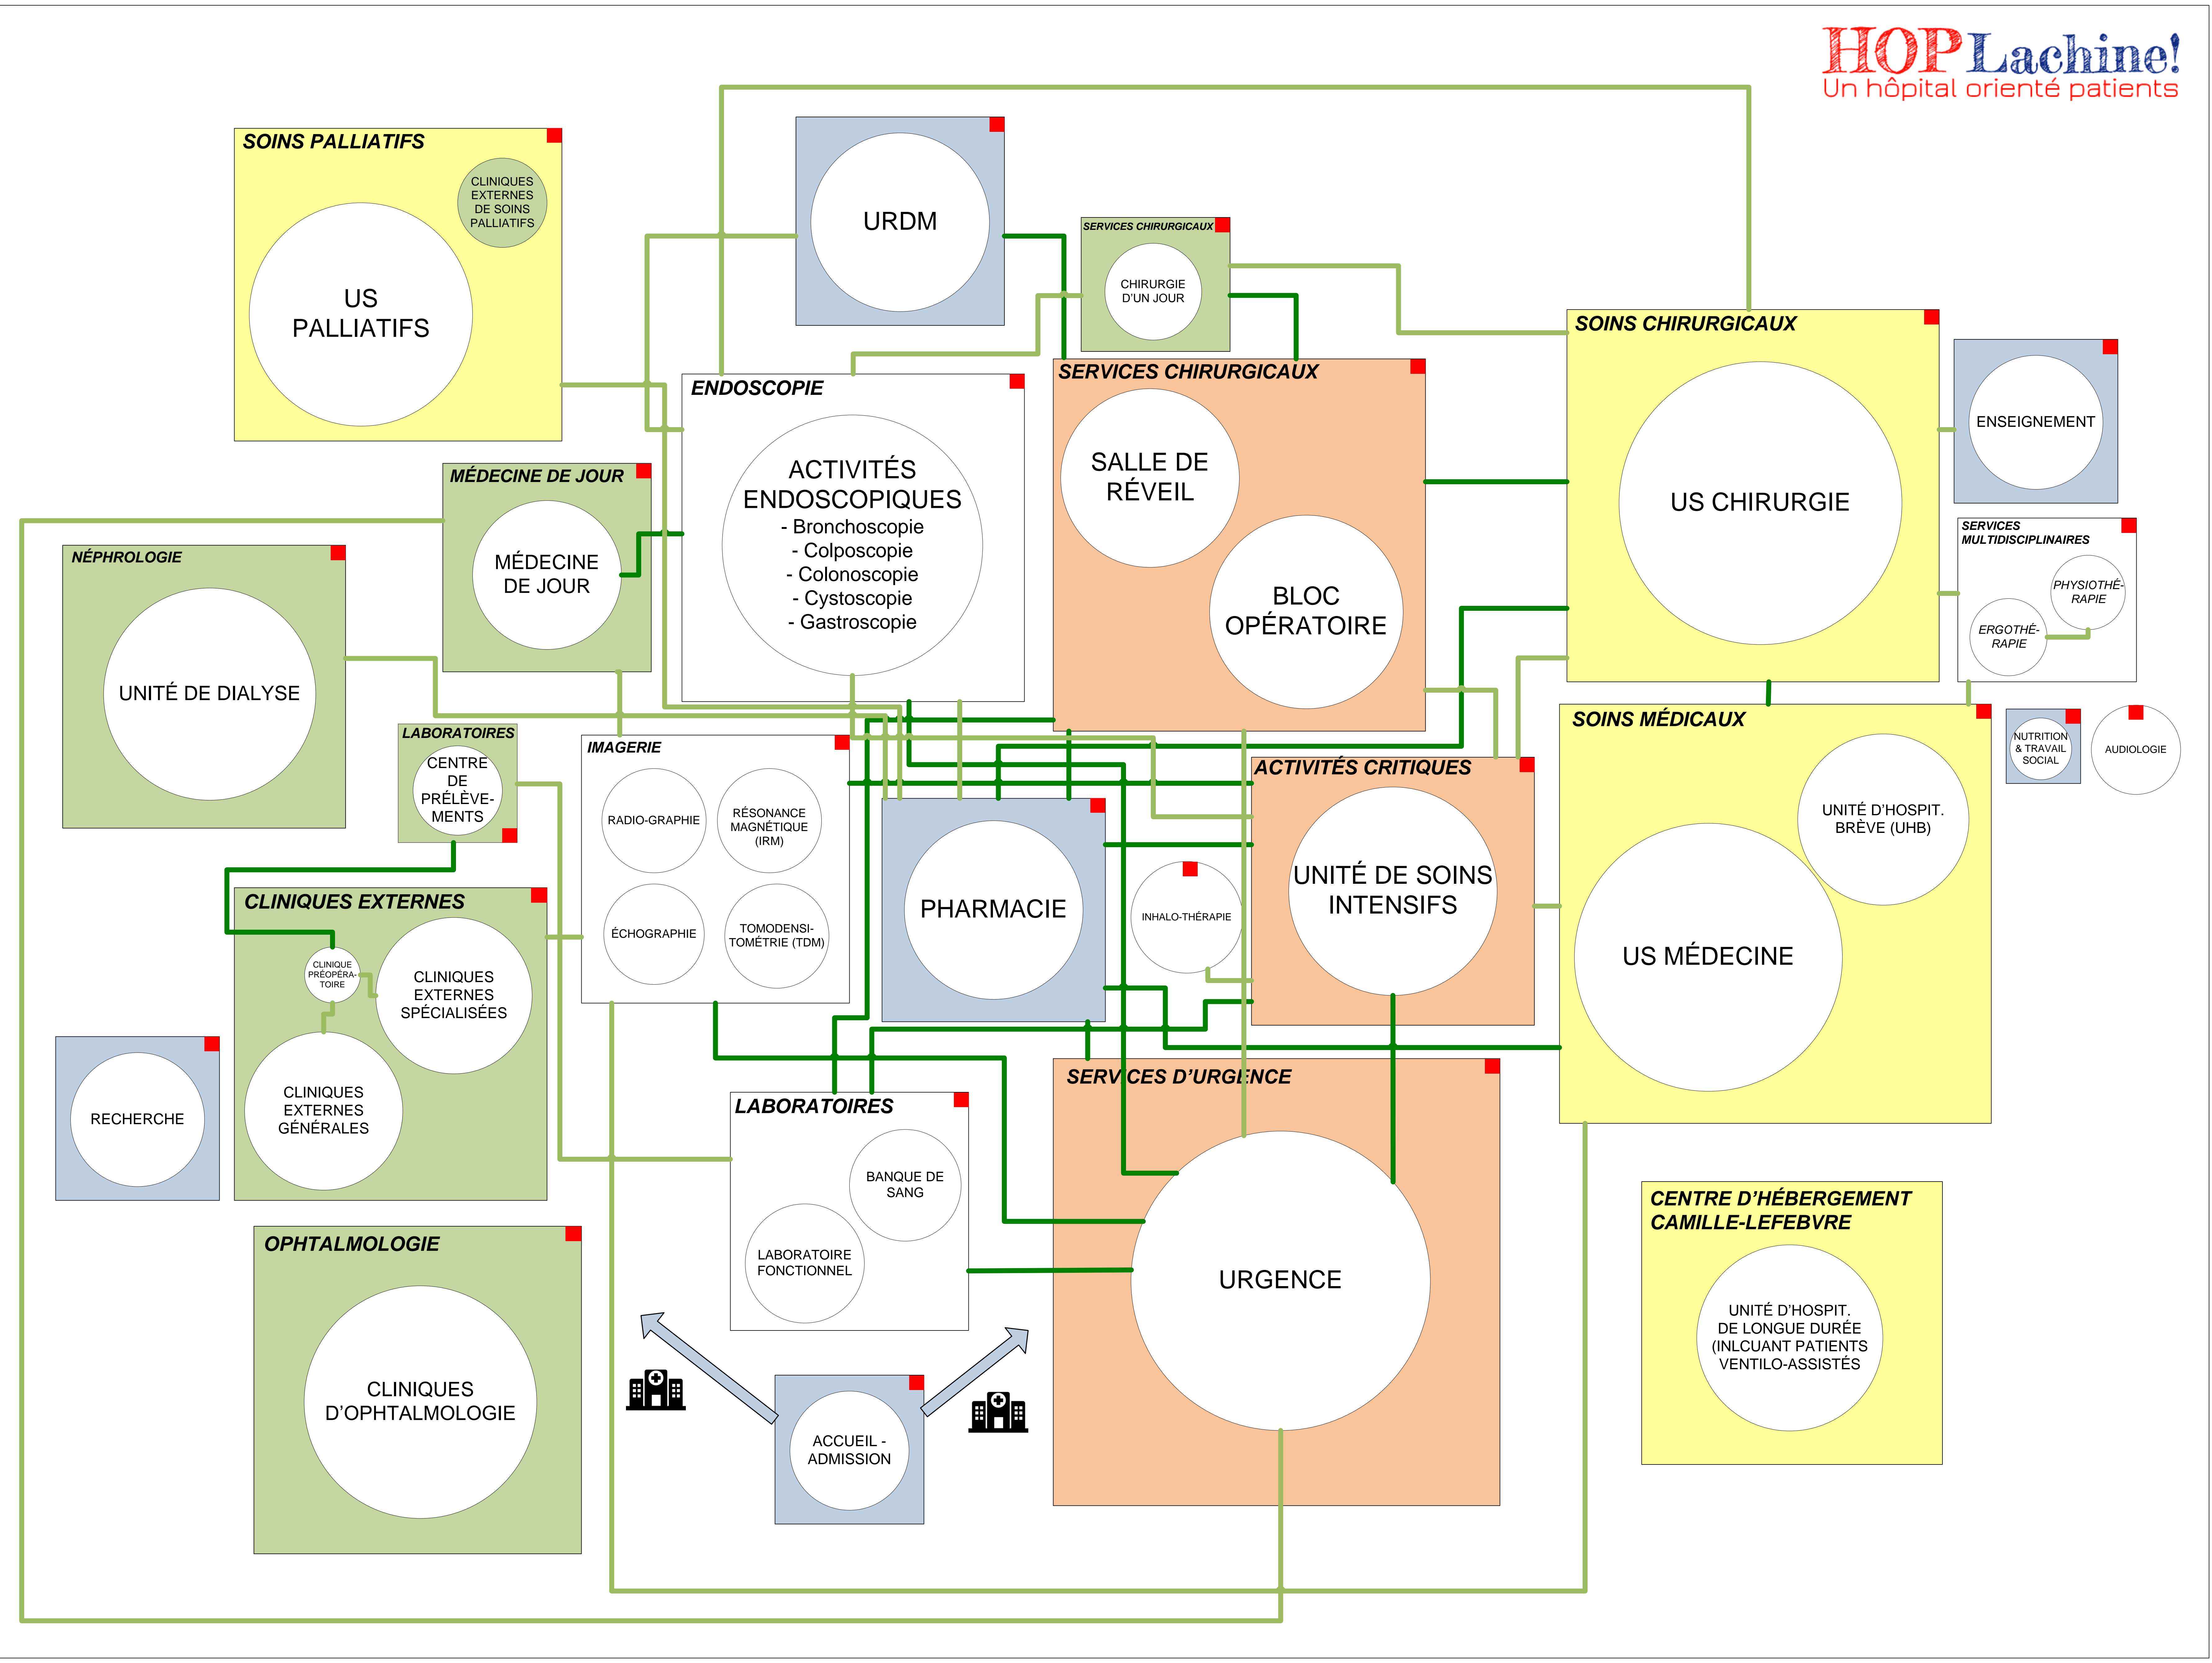 HOP Lachine!
Un hôpital orienté patients
SOINS PALLIATIFS
CLINIQUES
EXTERNES
DE SOINS
PALLIATIFS
US
PALLIATIFS
URDM
SERVICES CHIRURGICAUX
CHIRURGIE
D'UN JOUR
SOINS CHIRURGICAUX
US CHIRURGIE
ENSEIGNEMENT
ENDOSCOPIE
ACTIVITÉS
ENDOSCOPIQUES
- Bronchoscopie
- Colposcopie
- Colonoscopie
- Cystoscopie
- Gastroscopie
SERVICES CHIRURGICAUX
SALLE DE
RÉVEIL
BLOC
OPÉRATOIRE
MÉDECINE DE JOUR
MÉDECINE
DE JOUR
SERVICES
MULTIDISCIPLINAIRES
PHYSIOTHÉ-
RAPIE
ERGOTHÉ-
RAPIE
NÉPHROLOGIE
UNITÉ DE DIALYSE
LABORATOIRES
CENTRE
DE
PRÉLÈVE-
MENTS
IMAGERIE
RADIO-GRAPHIE
RÉSONANCE
MAGNÉTIQUE
(IRM)
ÉCHOGRAPHIE
TOMODENSI-
TOMÉTRIE (TDM)
PHARMACIE
ACTIVITÉS CRITIQUES
UNITÉ DE SOINS
INTENSIFS
INHALO-THÉRAPIE
SOINS MÉDICAUX
UNITÉ D'HOSPIT.
BRÈVE (UHB)
US MÉDECINE
NUTRITION
& TRAVAIL
SOCIAL
AUDIOLOGIE
CLINIQUES EXTERNES
CLINIQUE
PRÉOPÉRA-
TOIRE
CLINIQUES
EXTERNES
SPÉCIALISÉES
CLINIQUES
EXTERNES
GÉNÉRALES
RECHERCHE
LABORATOIRES
BANQUE DE
SANG
LABORATOIRE
FONCTIONNEL
SERVICES D'URGENCE
URGENCE
OPHTALMOLOGIE
CLINIQUES
D'OPHTALMOLOGIE
ACCUEIL -
ADMISSION
CENTRE D'HÉBERGEMENT
CAMILLE-LEFEBVRE
UNITÉ D'HOSPIT.
DE LONGUE DURÉE
(INLCUANT PATIENTS
VENTILO-ASSISTÉS